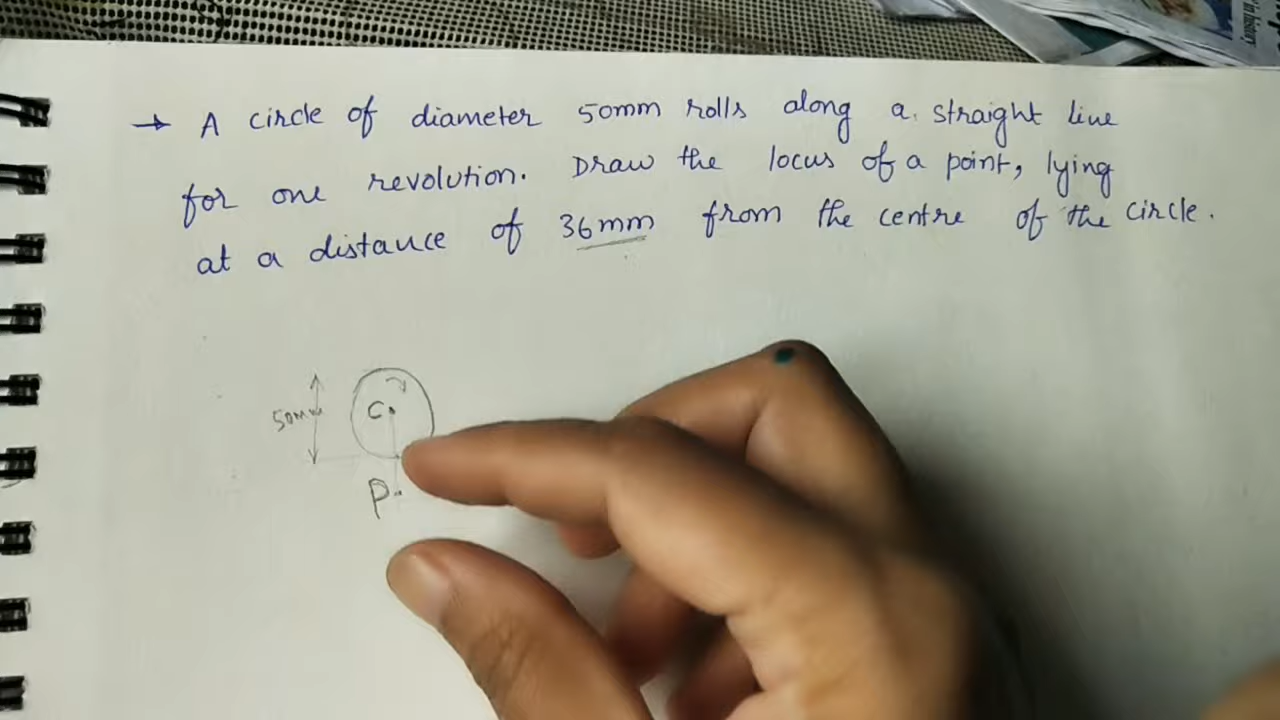 → A circle of diameter 50mm rolls along a straight line
for one revolution. Draw the locus of a point, lying
at a distance of 36mm from the centre of the circle.
C
50mm
P